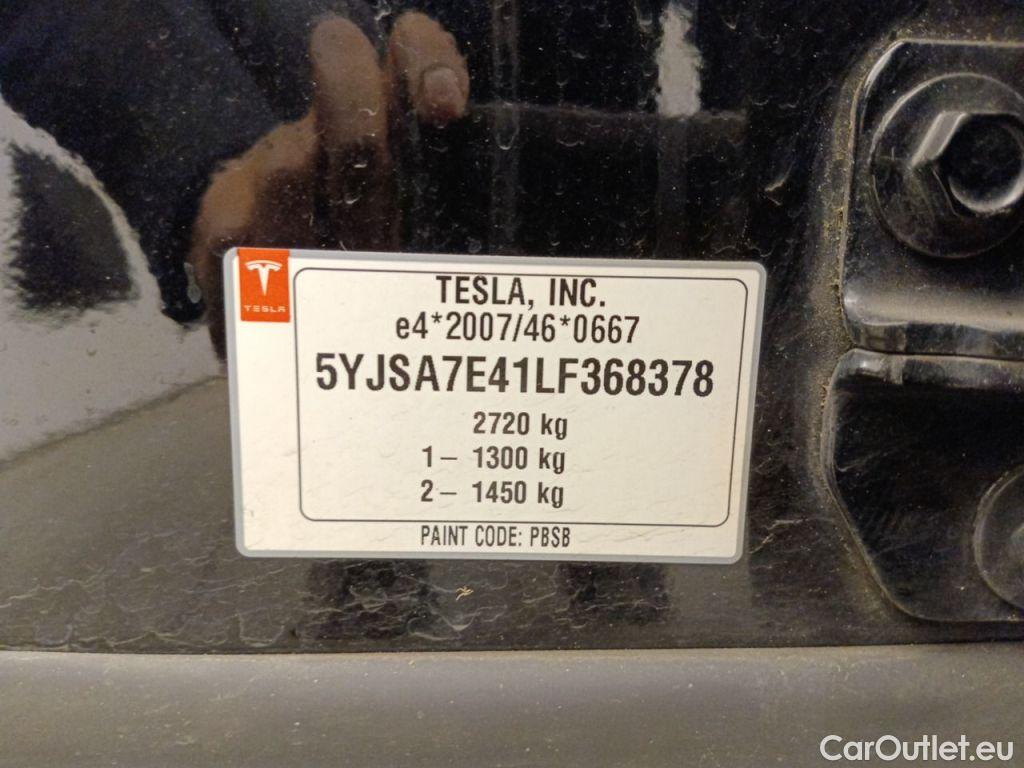 TESLA
TESLA, INC.
e4*2007/46*0667
5YJSA7E41LF368378
2720 kg
1– 1300 kg
2– 1450 kg
PAINT CODE: PBSB
CarOutlet.eu